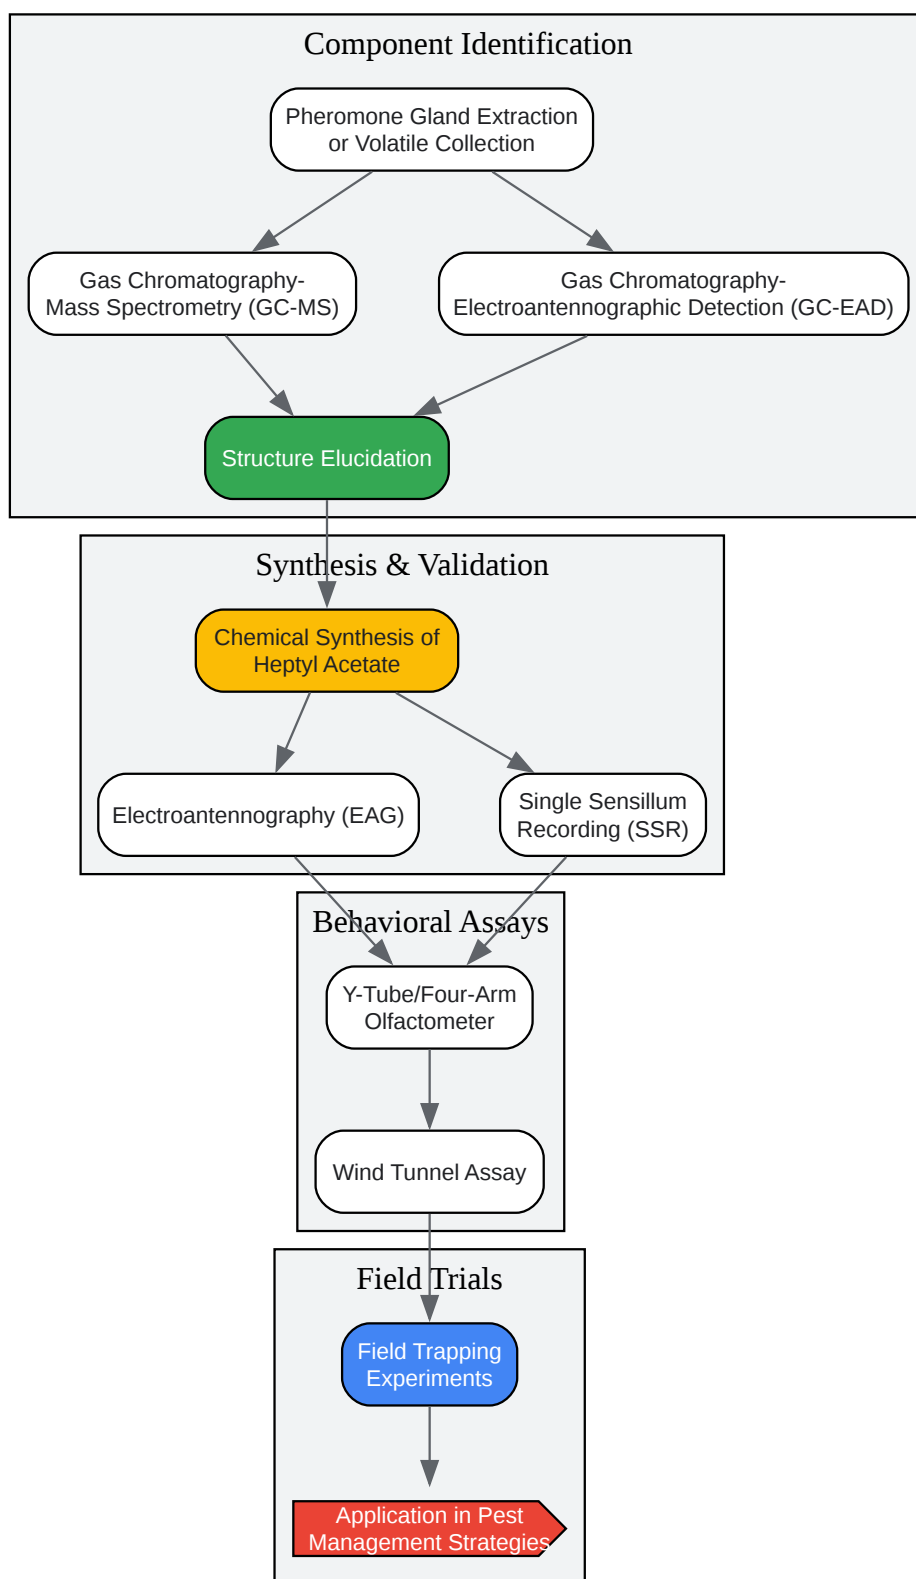 Component Identification
Pheromone Gland Extraction
or Volatile Collection
Gas Chromatography-
Mass Spectrometry (GC-MS)
Gas Chromatography-
Electroantennographic Detection (GC-EAD)
Structure Elucidation
Synthesis & Validation
Chemical Synthesis of
Heptyl Acetate
Electroantennography (EAG)
Single Sensillum
Recording (SSR)
Behavioral Assays
Y-Tube/Four-Arm
Olfactometer
Wind Tunnel Assay
Field Trials
Field Trapping
Experiments
Application in Pest
Management Strategies